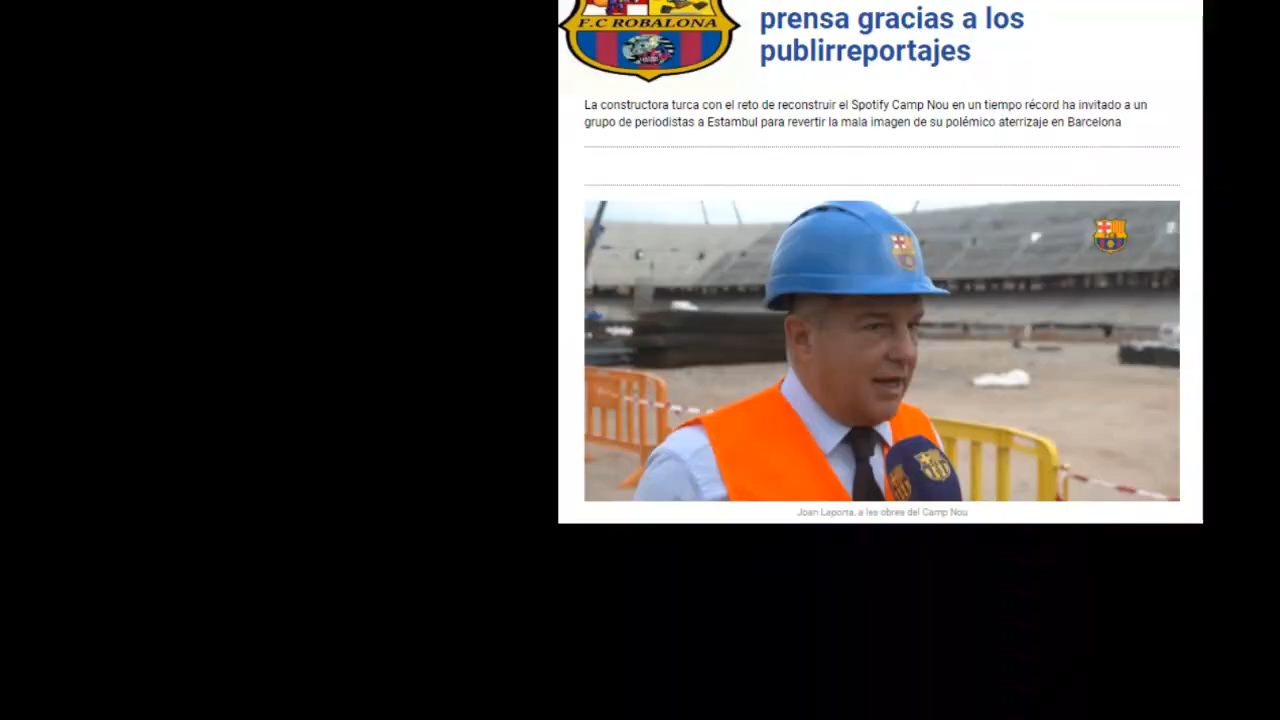 F.C ROBALONA
prensa gracias a los
publirreportajes
La constructora turca con el reto de reconstruir el Spotify Camp Nou en un tiempo récord ha invitado a un
grupo de periodistas a Estambul para revertir la mala imagen de su polémico aterrizaje en Barcelona
Joan Laporta, a les obres del Camp Nou